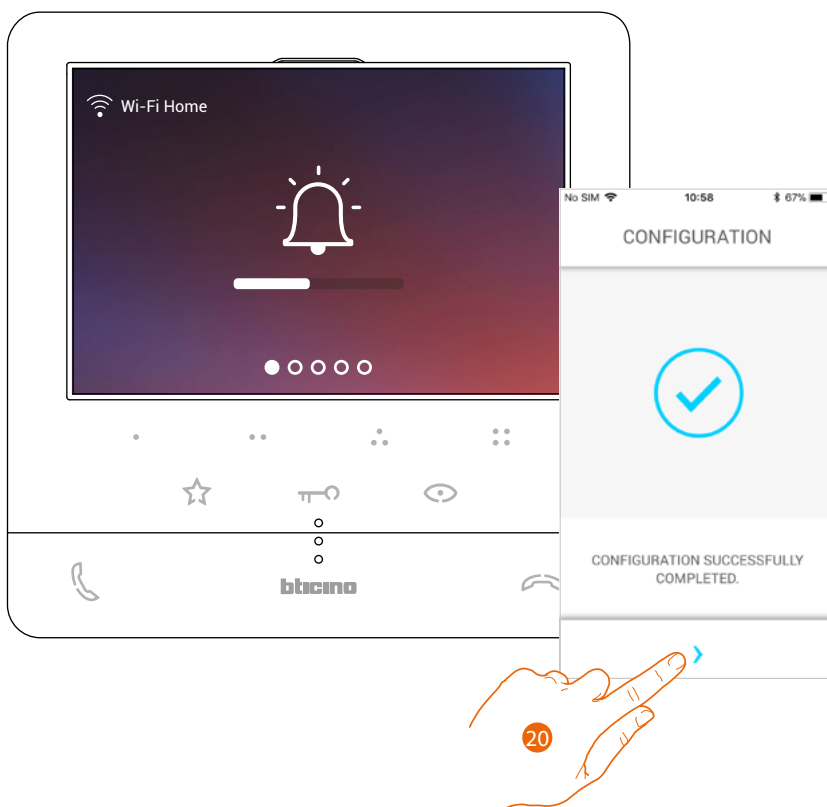 Wi-Fi Home
bticino
No SIM 10:58 67%
CONFIGURATION
CONFIGURATION SUCCESSFULLY
COMPLETED.
20